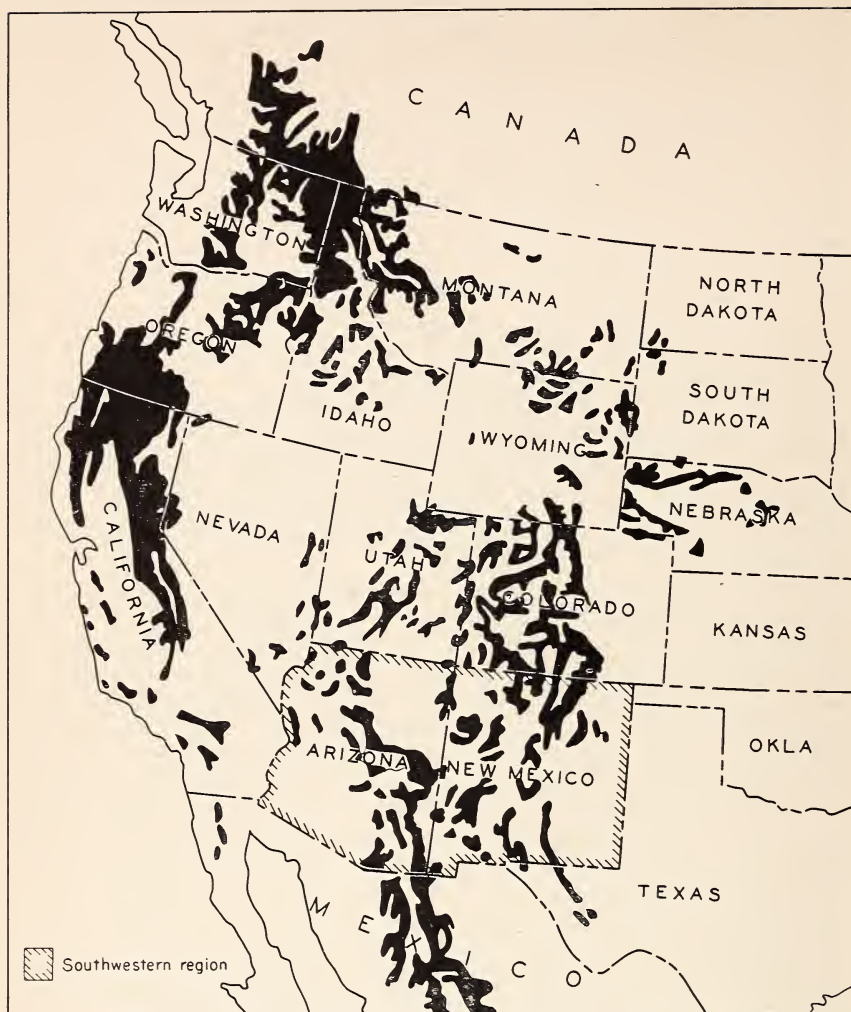 CANADA
WASHINGTON
MONTANA
NORTH
DAKOTA
OREGON
SOUTH
DAKOTA
IDAHO
WYOMING
NEBRASKA
NEVADA
CALIFORNIA
UTAH
COLORADO
KANSAS
ARIZONA
NEW MEXICO
OKLA
TEXAS
MEXICO
Southwestern region